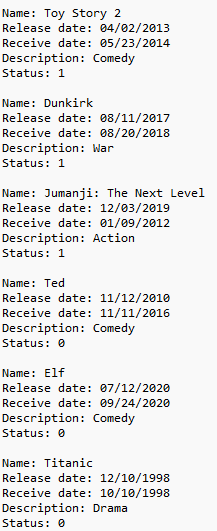 Name: Toy Story 2
Release date: 04/02/2013
Receive date: 05/23/2014
Description: Comedy
Status: 1

Name: Dunkirk
Release date: 08/11/2017
Receive date: 08/20/2018
Description: War
Status: 1

Name: Jumanji: The Next Level
Release date: 12/03/2019
Receive date: 01/09/2012
Description: Action
Status: 1

Name: Ted
Release date: 11/12/2010
Receive date: 11/11/2016
Description: Comedy
Status: 0

Name: Elf
Release date: 07/12/2020
Receive date: 09/24/2020
Description: Comedy
Status: 0

Name: Titanic
Release date: 12/10/1998
Receive date: 10/10/1998
Description: Drama
Status: 0